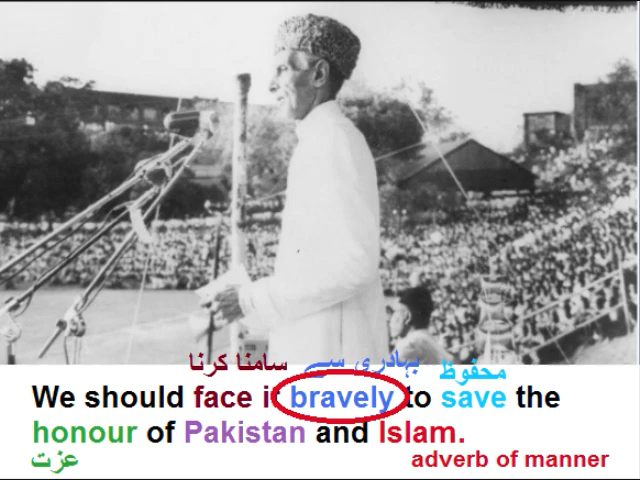 سامنا کرنا بہادری سے محفوظ
We should face it bravely to save the
honour of Pakistan and Islam.
عزت adverb of manner